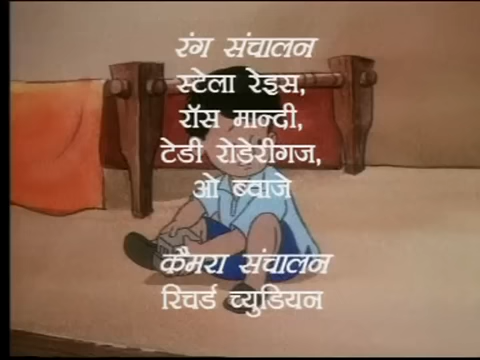 रंग संचालन
स्टेला रेइस,
रॉस मान्दी,
टेडी रोड़ेरीगज,
ओ ब्वाजे
कैमरा संचालन
रिचर्ड च्युडियन